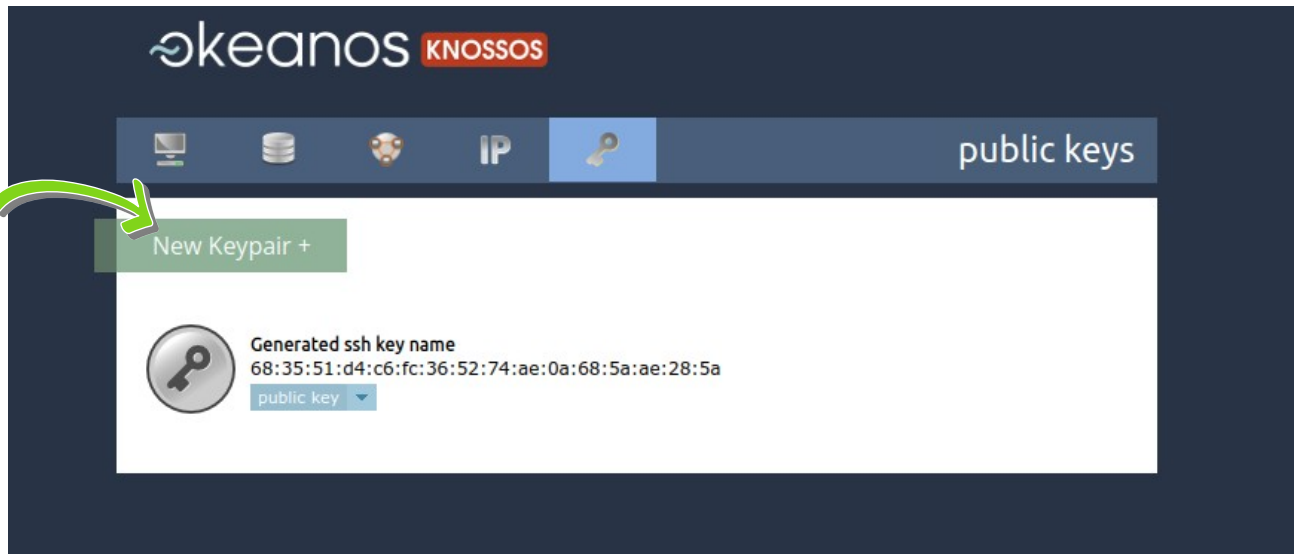 ~okeanos KNOSSOS
IP
public keys
New Keypair +
Generated ssh key name
68:35:51:d4:c6:fc:36:52:74:ae:0a:68:5a:ae:28:5a
public key